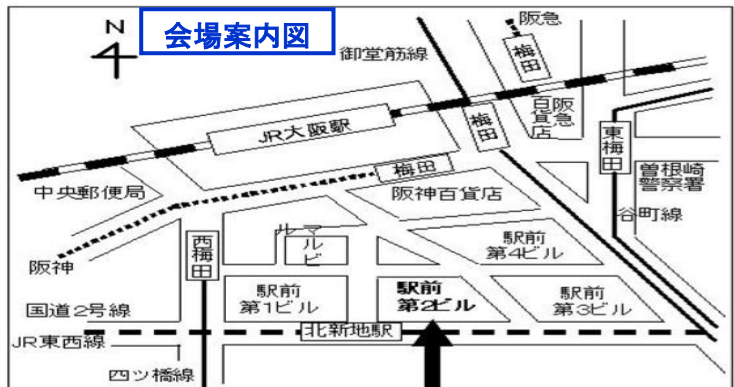 N
会場案内図
阪急
梅田
御堂筋線
阪急
百貨店
梅田
JR大阪駅
東梅田
梅田
曽根崎
警察署
中央郵便局
阪神百貨店
谷町線
マルビル
駅前
第4ビル
西梅田
阪神
駅前
第1ビル
駅前
第2ビル
駅前
第3ビル
国道2号線
北新地駅
JR東西線
四ツ橋線